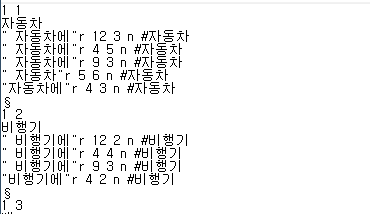 1 1
자동차
" 자동차에"r 12 3 n #자동차
" 자동차에"r 4 5 n #자동차
" 자동차에"r 9 3 n #자동차
" 자동차"r 5 6 n #자동차
"자동차에"r 4 3 n #자동차
§
1 2
비행기
" 비행기에"r 12 2 n #비행기
" 비행기에"r 4 4 n #비행기
" 비행기에"r 9 3 n #비행기
"비행기에"r 4 2 n #비행기
§
1 3